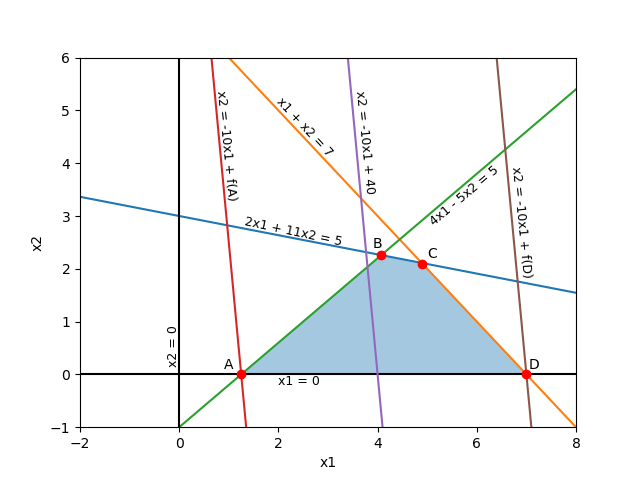 6
5
4
3
2
1
0
−1
x2
x2 = -10x1 + f(A)
x1 + x2 = 7
x2 = -10x1 + 40
4x1 - 5x2 = 5
x2 = -10x1 + f(D)
2x1 + 11x2 = 5
B
C
x2 = 0
A
D
x1 = 0
−2
0
2
4
6
8
x1